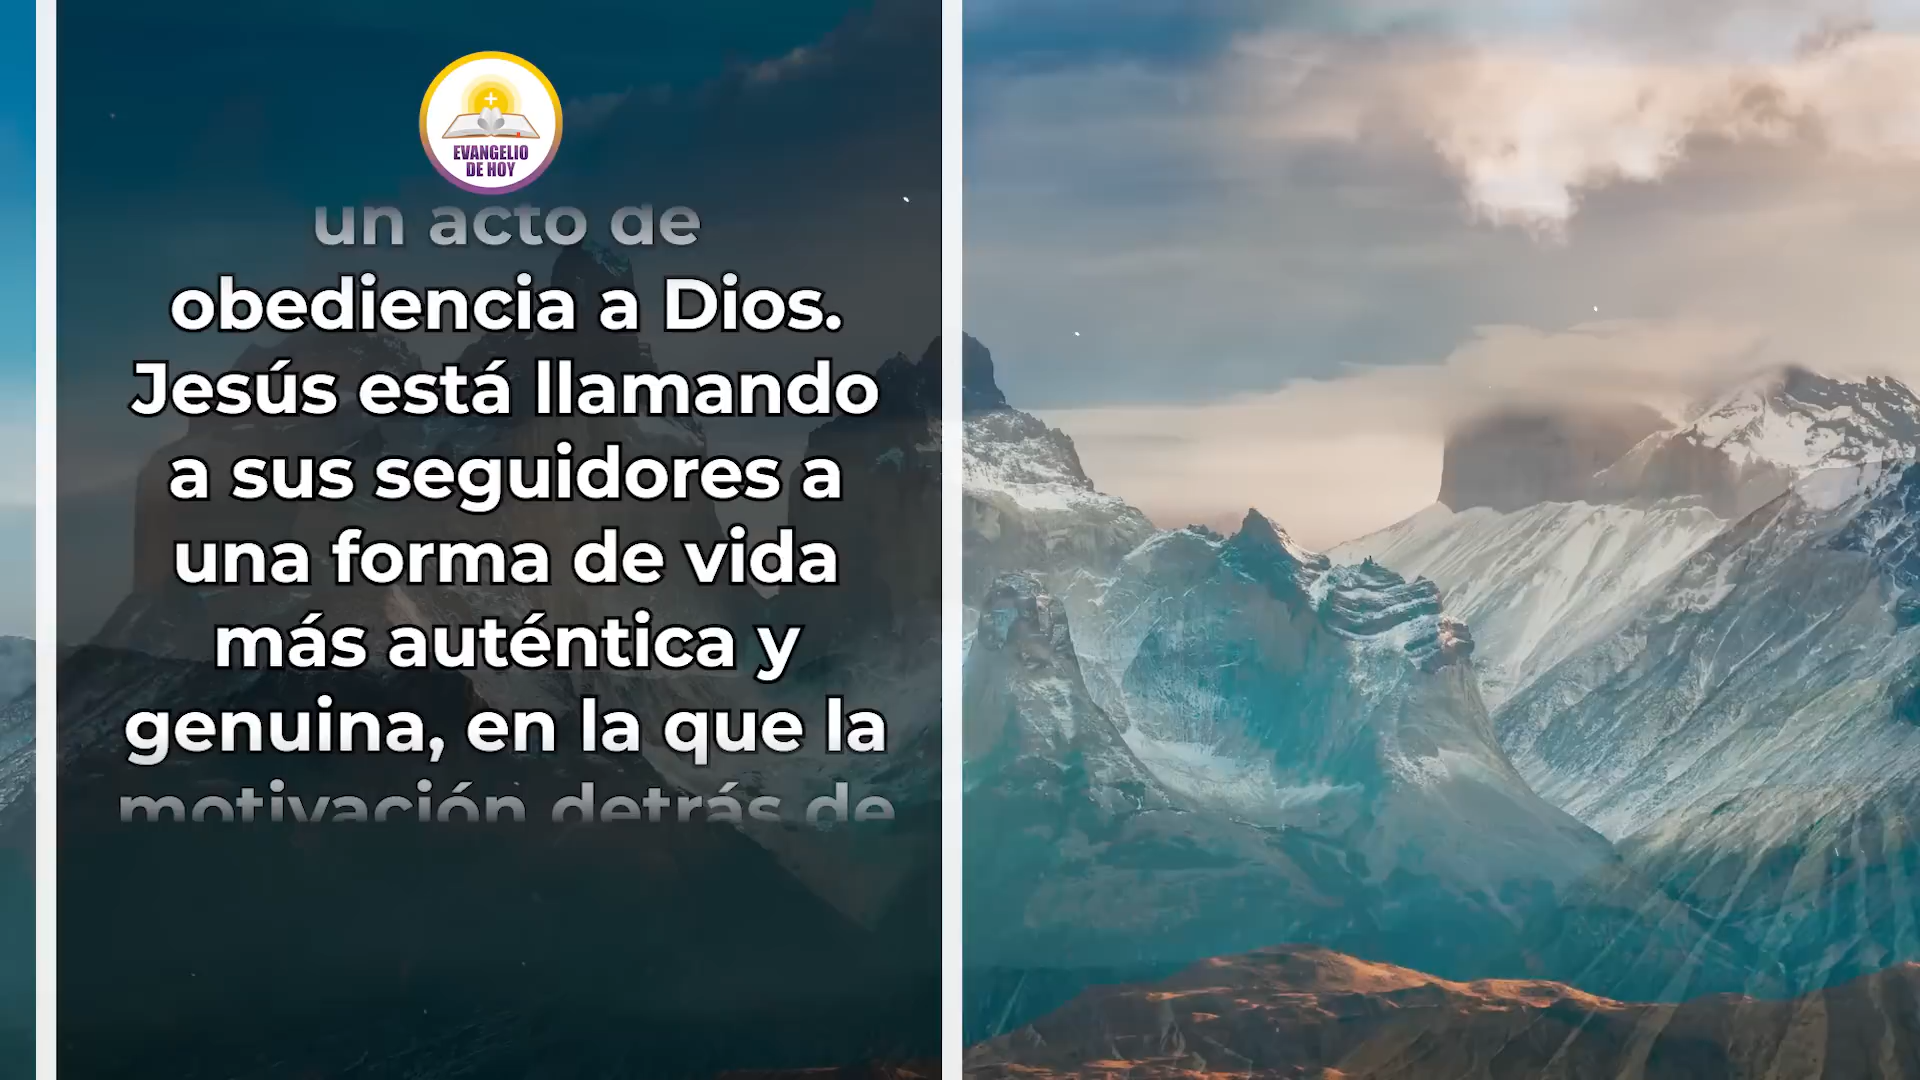 EVANGELIO
DE HOY
un acto de
obediencia a Dios.
Jesús está llamando
a sus seguidores a
una forma de vida
más auténtica y
genuina, en la que la
motivación detrás de